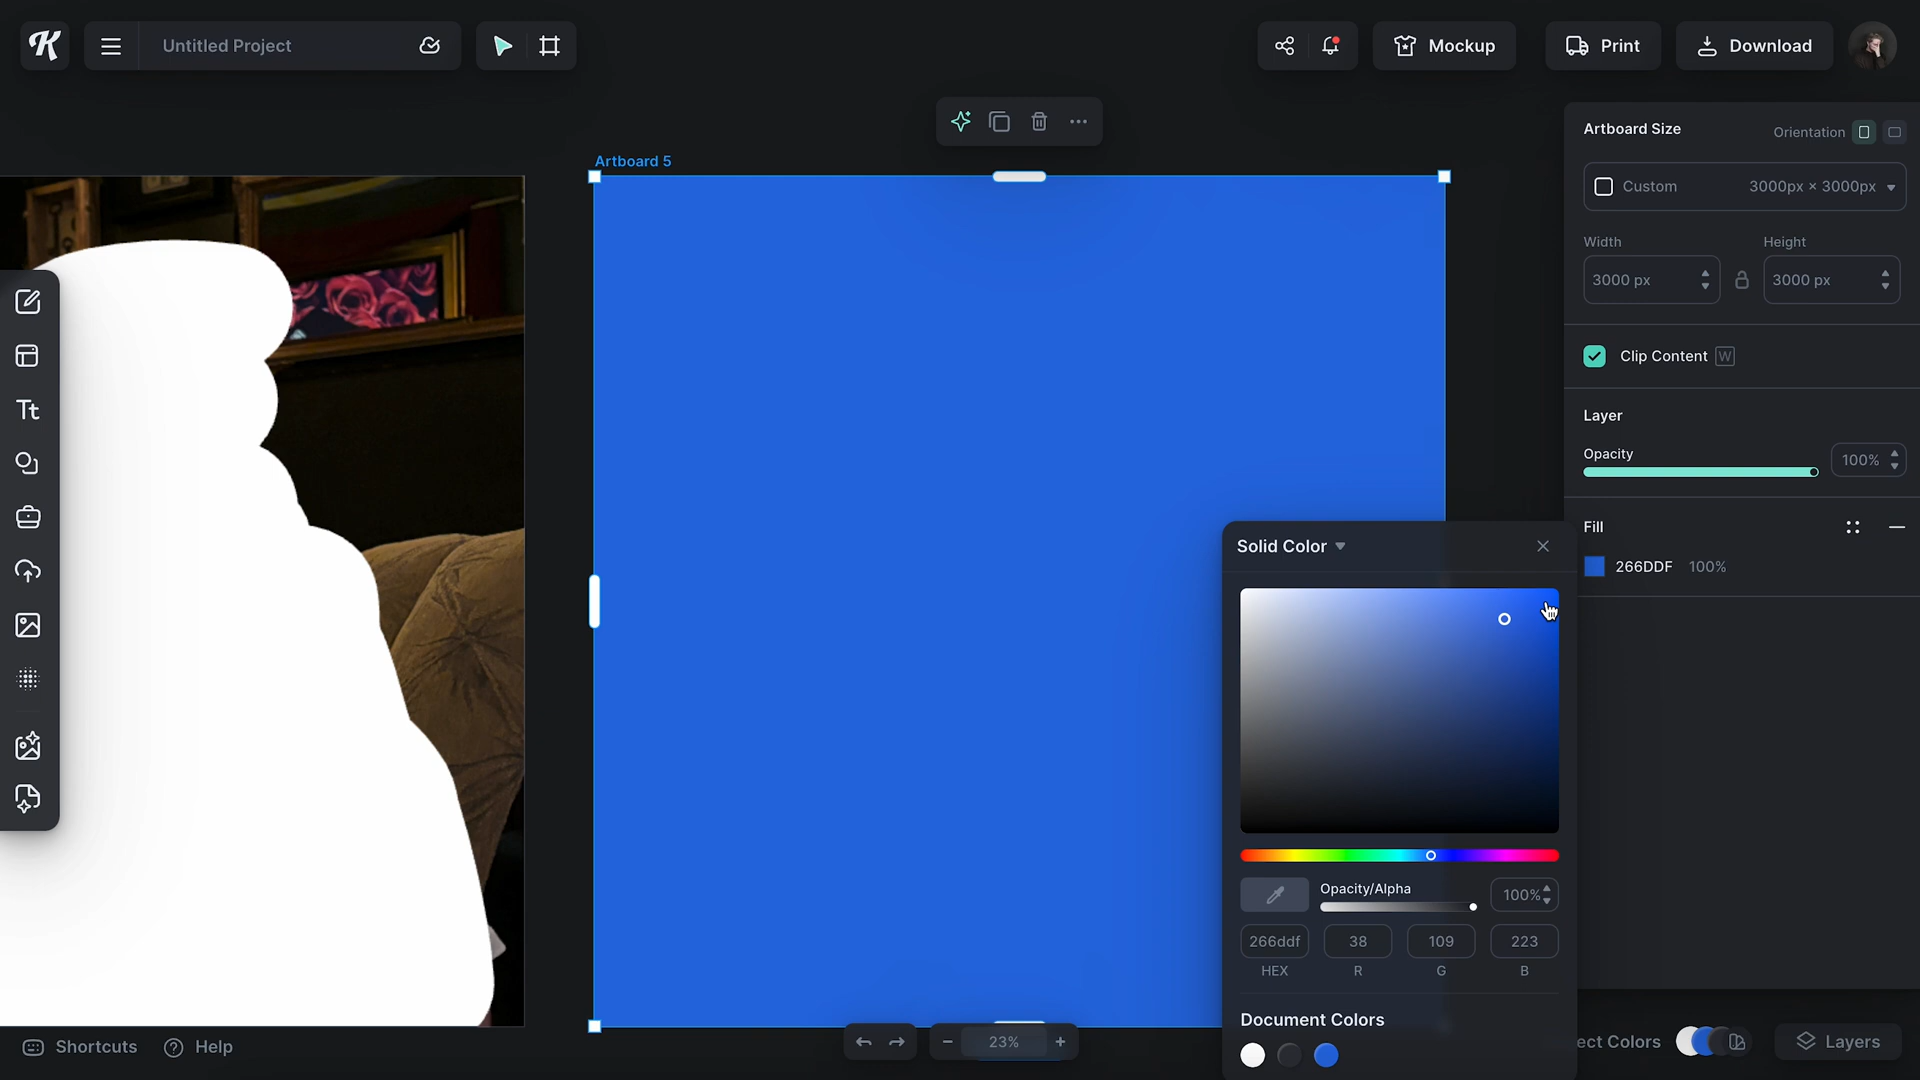 K
Untitled Project
Mockup
Print
Download
Artboard 5
Artboard Size
Orientation
Custom
3000px × 3000px
Width
Height
3000 px
3000 px
Clip Content W
Layer
Opacity
100%
Fill
266DDF 100%
Tt
Solid Color
Opacity/Alpha
100%
266ddf 38 109 223
HEX R G B
Document Colors
Shortcuts
Help
23%
ect Colors
Layers